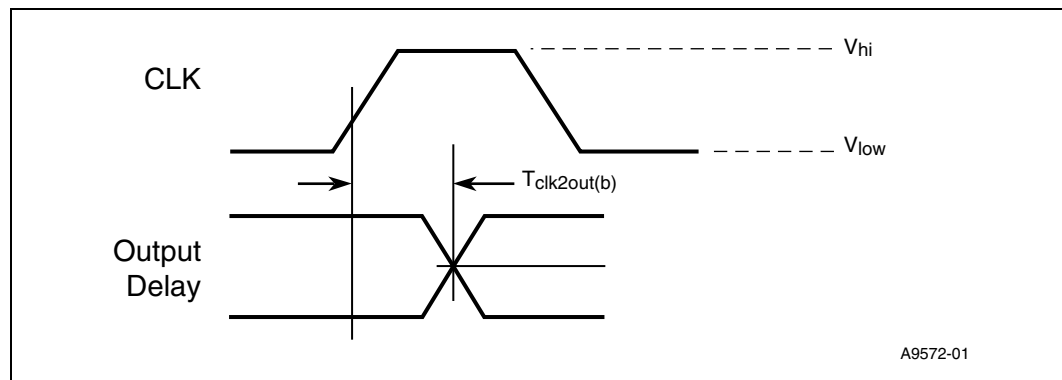 CLK
Vhi
Vlow
Tclk2out(b)
Output
Delay
A9572-01